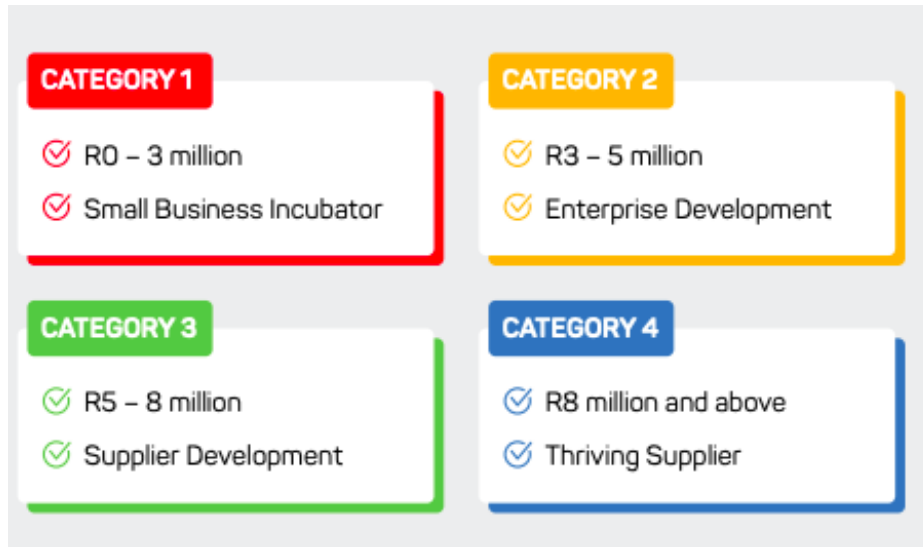 CATEGORY 1
R0 – 3 million
Small Business Incubator
CATEGORY 2
R3 – 5 million
Enterprise Development
CATEGORY 3
R5 – 8 million
Supplier Development
CATEGORY 4
R8 million and above
Thriving Supplier